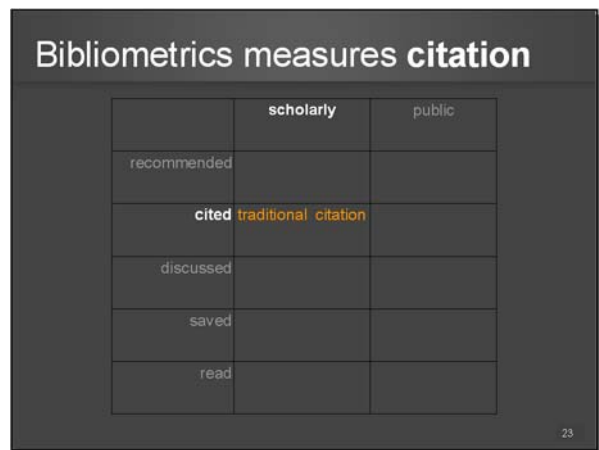 Bibliometrics measures citation
scholarly public
recommended
cited traditional citation
discussed
saved
read
23